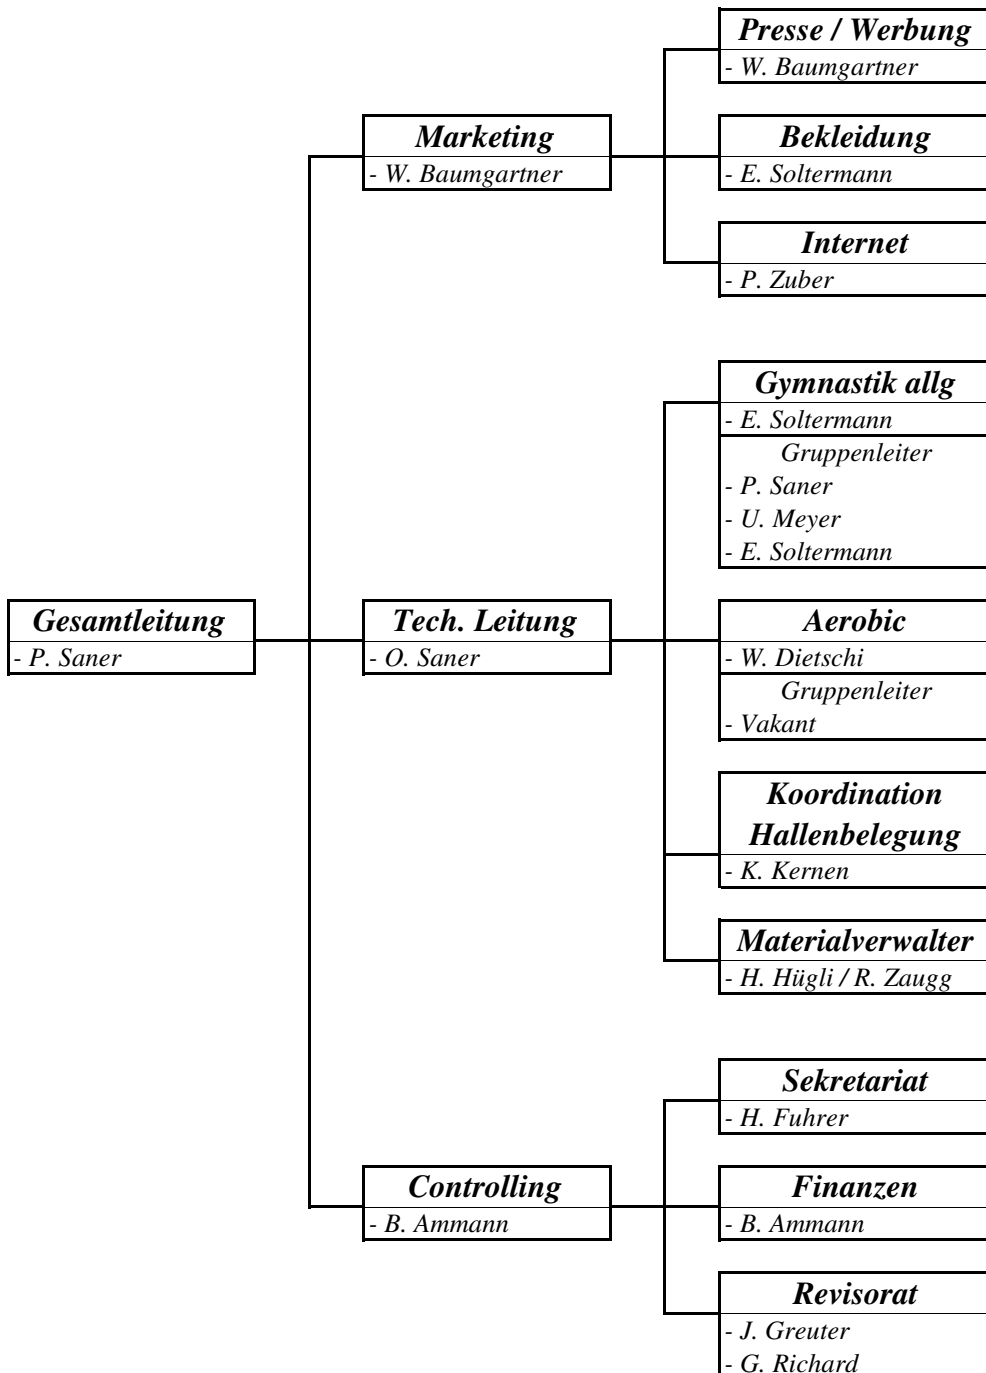 Presse / Werbung
- W. Baumgartner
Marketing
- W. Baumgartner
Bekleidung
- E. Soltermann
Internet
- P. Zuber
Gymnastik allg
- E. Soltermann
Gruppenleiter
- P. Saner
- U. Meyer
- E. Soltermann
Gesamtleitung
- P. Saner
Tech. Leitung
- O. Saner
Aerobic
- W. Dietschi
Gruppenleiter
- Vakant
Koordination
Hallenbelegung
- K. Kernen
Materialverwalter
- H. Hügli / R. Zaugg
Sekretariat
- H. Fuhrer
Controlling
- B. Ammann
Finanzen
- B. Ammann
Revisorat
- J. Greuter
- G. Richard